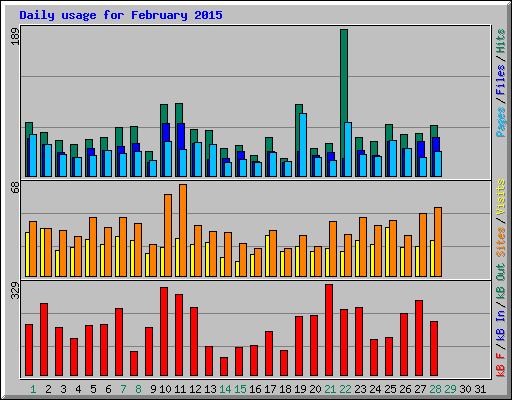 Daily usage for February 2015
189
Pages / Files / Hits
68
Sites / Visits
329
kB F / kB In / kB Out
1 2 3 4 5 6 7 8 9 10 11 12 13 14 15 16 17 18 19 20 21 22 23 24 25 26 27 28 29 30 31